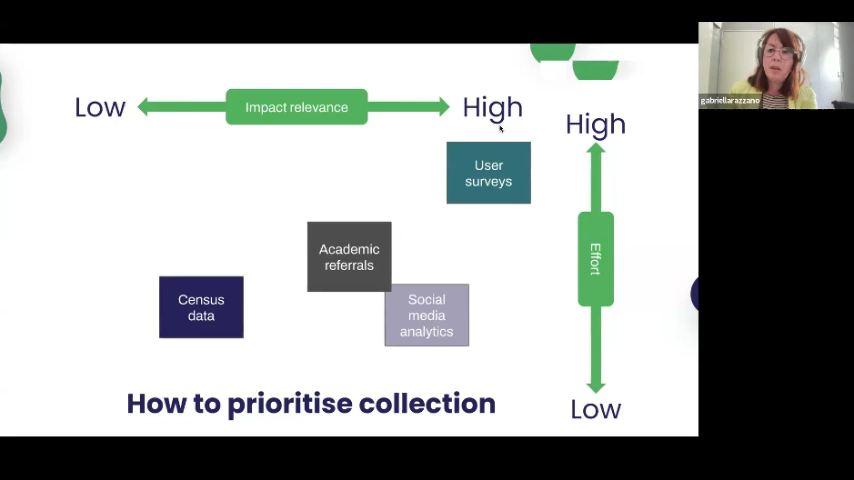 gabriellarazzano
Low
Impact relevance
High
High
User
surveys
Academic
referrals
Effort
Census
data
Social
media
analytics
How to prioritise collection
Low